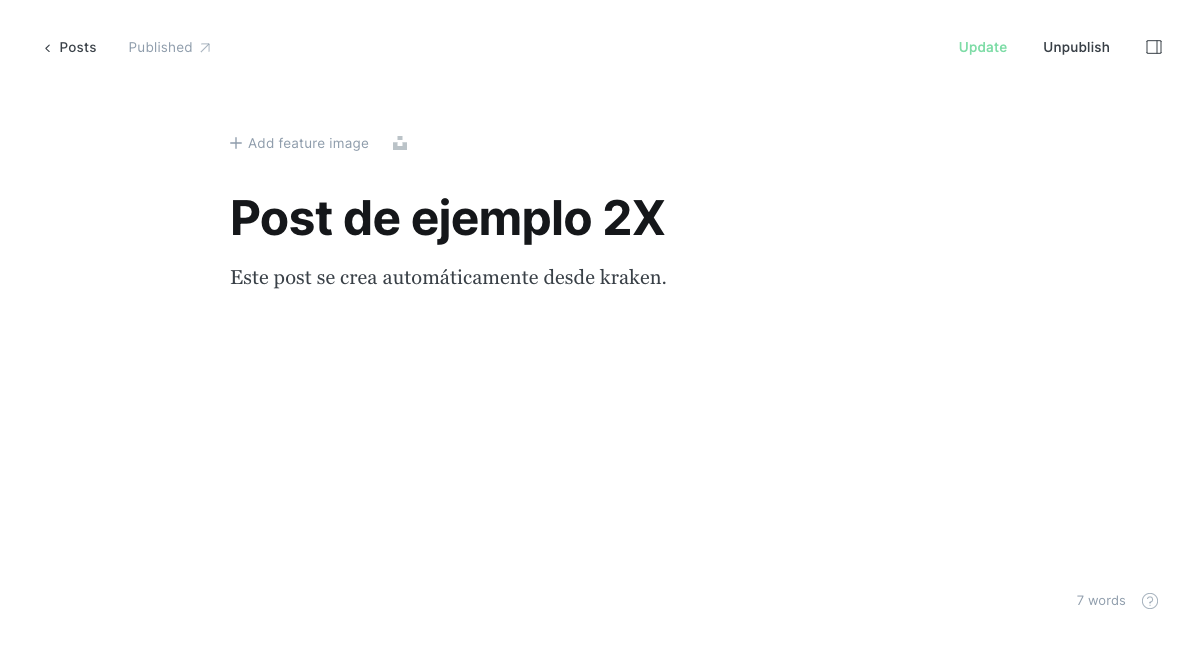 Posts Published Update Unpublish
Add feature image
Post de ejemplo 2X
Este post se crea automáticamente desde kraken.
7 words ?